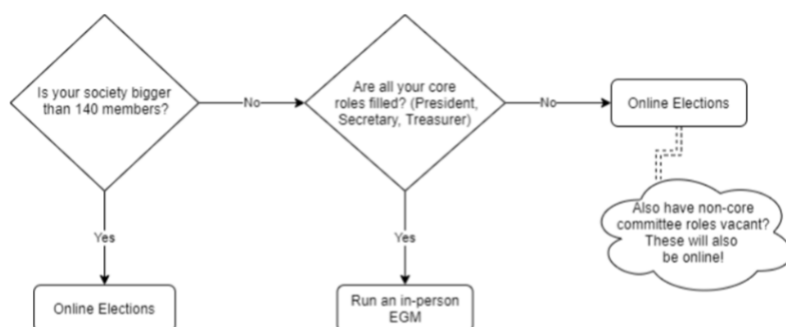 Is your society bigger
than 140 members?
No
Are all your core
roles filled? (President,
Secretary, Treasurer)
No
Online Elections
Also have non-core
committee roles vacant?
These will also
be online!
Yes
Yes
Online Elections
Run an in-person
EGM